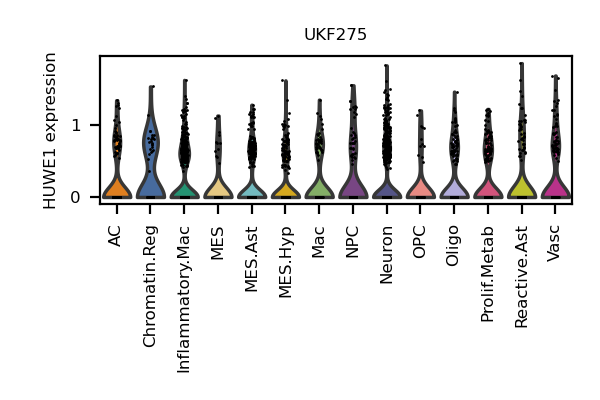 UKF275
HUWE1 expression
1
0
AC
Chromatin.Reg
Inflammatory.Mac
MES
MES.Ast
MES.Hyp
Mac
NPC
Neuron
OPC
Oligo
Prolif.Metab
Reactive.Ast
Vasc